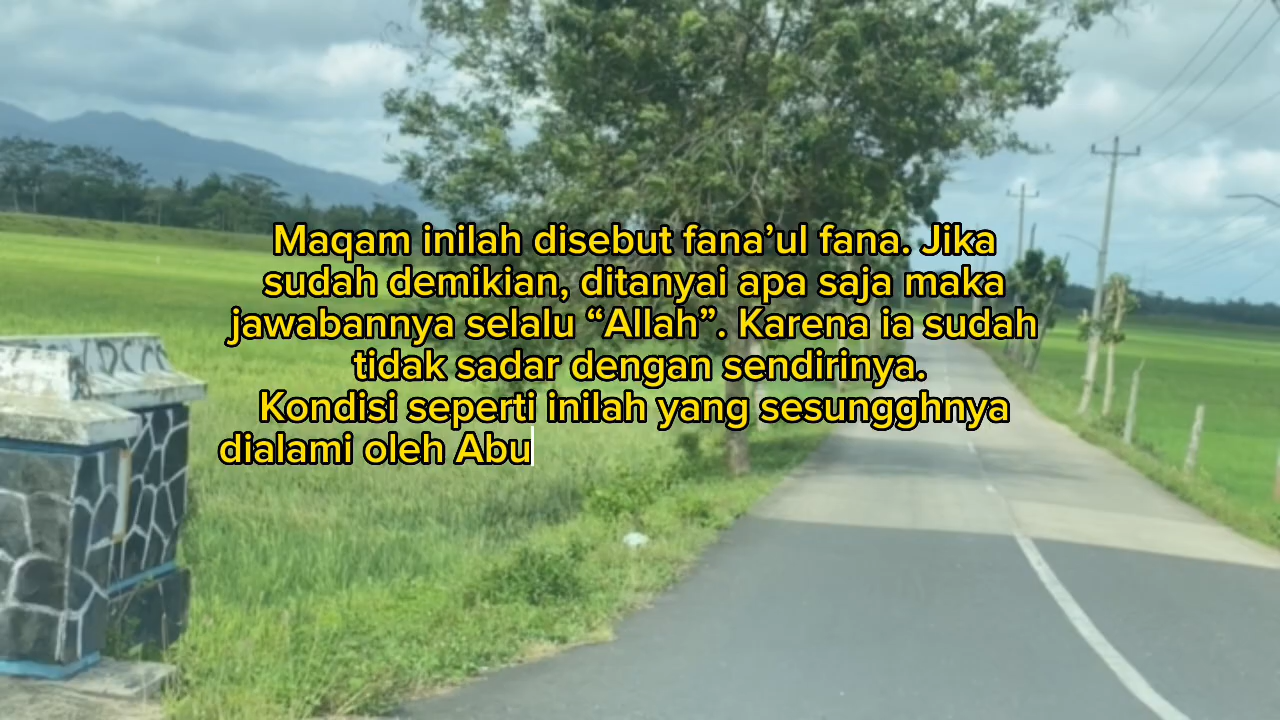 Maqam inilah disebut fana’ul fana. Jika
sudah demikian, ditanyai apa saja maka
jawabannya selalu “Allah”. Karena ia sudah
tidak sadar dengan sendirinya.
Kondisi seperti inilah yang sesungghnya
dialami oleh Abu